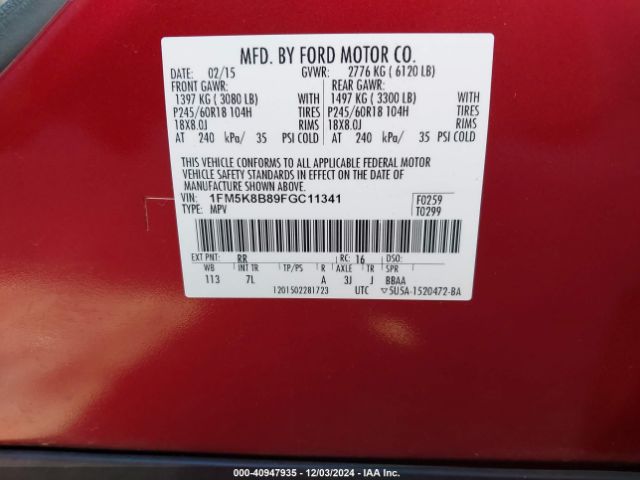 MFD. BY FORD MOTOR CO.
DATE: 02/15 GVWR: 2776 KG ( 6120 LB)
FRONT GAWR: REAR GAWR:
1397 KG ( 3080 LB) WITH 1497 KG ( 3300 LB) WITH
P245/60R18 104H TIRES P245/60R18 104H TIRES
18X8.0J RIMS 18X8.0J RIMS
AT 240 kPa/ 35 PSI COLD AT 240 kPa/ 35 PSI COLD
THIS VEHICLE CONFORMS TO ALL APPLICABLE FEDERAL MOTOR
VEHICLE SAFETY STANDARDS IN EFFECT ON THE DATE OF
MANUFACTURE SHOWN ABOVE.
VIN: 1FM5K8B89FGC11341 F0259
TYPE: MPV T0299
EXT PNT: RR RC: 16 DSO:
WB INT TR TP/PS R AXLE TR SPR
113 7L A 3J J BBAA
1201502281723 UTC ▽5USA-1520472-BA
00 - 40947935 - 12/03/2024 - IAA Inc.